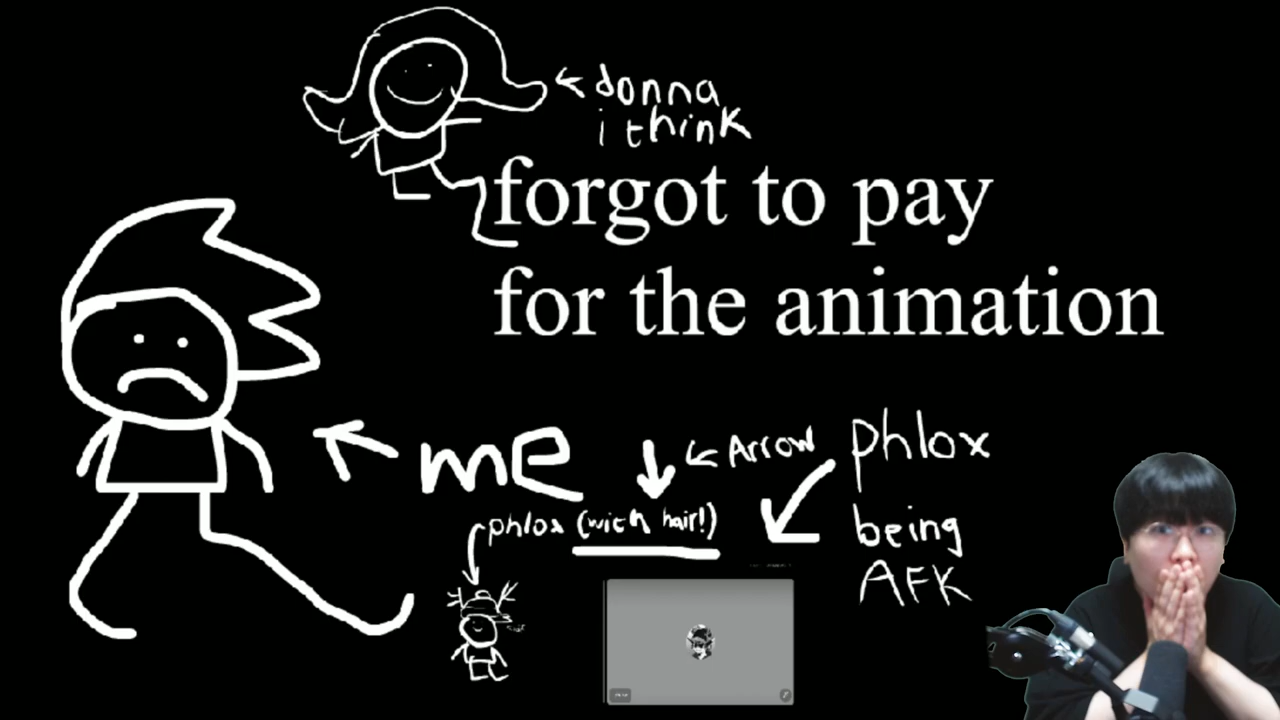 donna
i think
forgot to pay
for the animation
me
Arrow
phlox
being
AFK
phlox (with hair!)